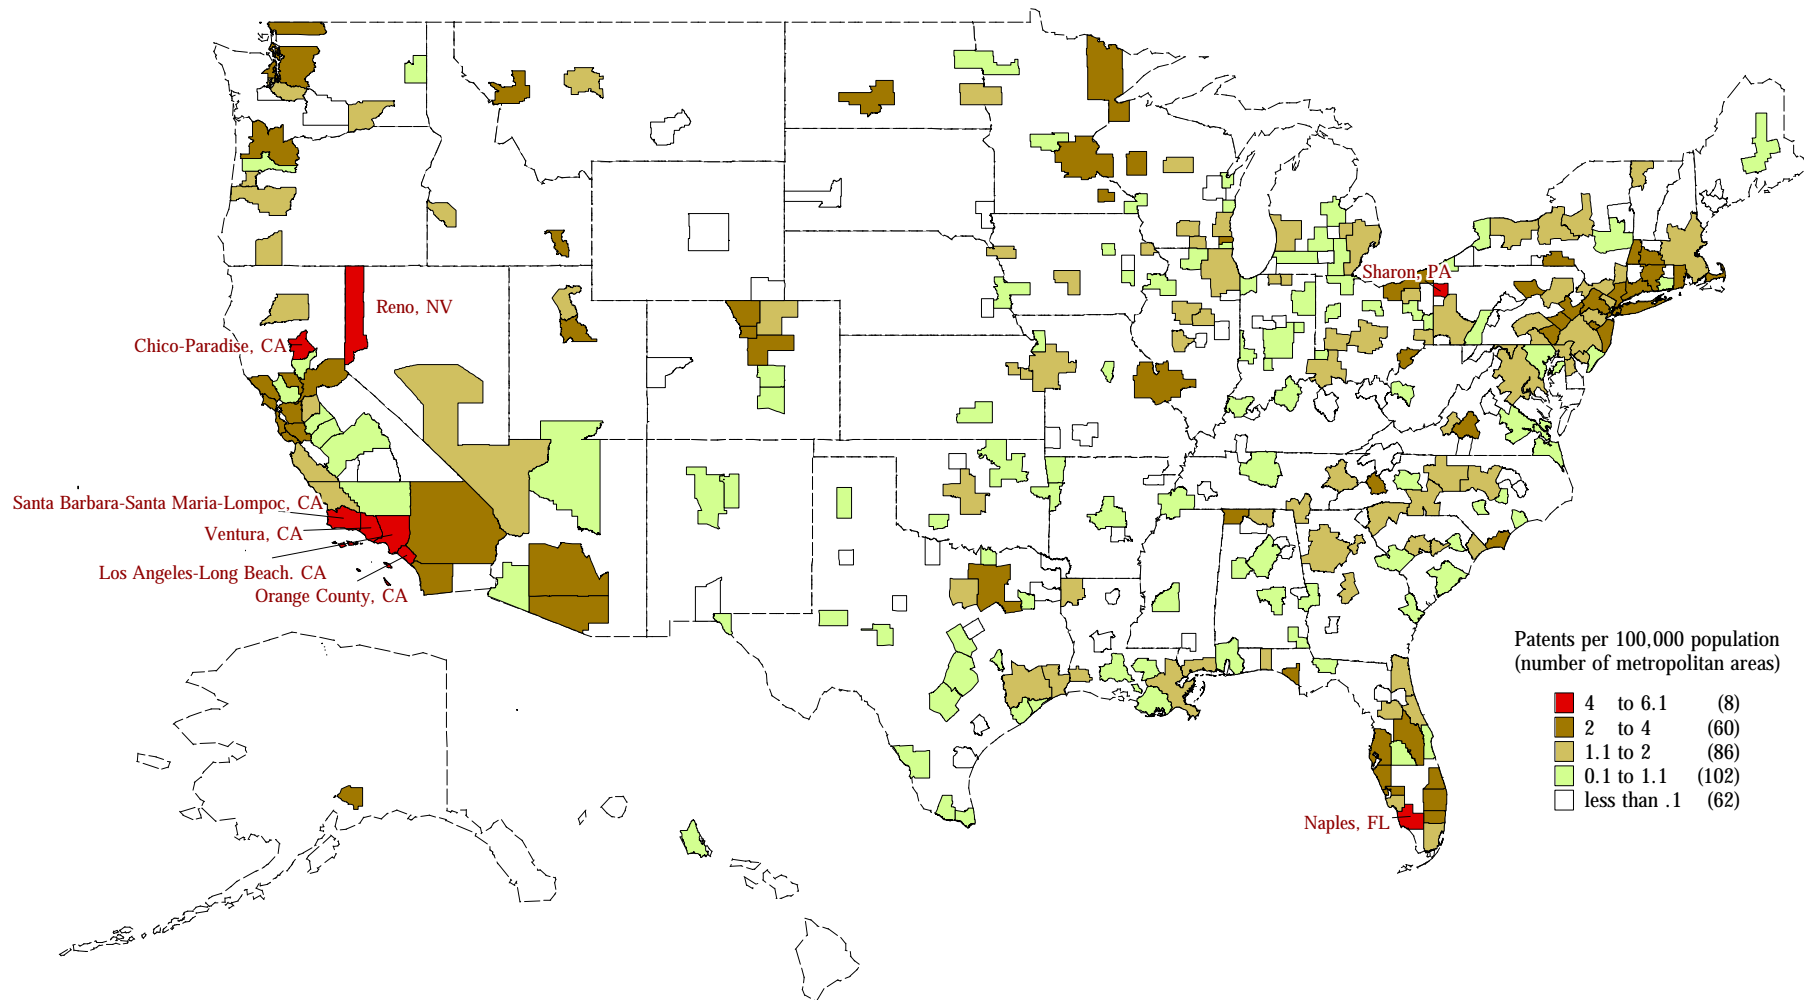 Sharon, PA
Reno, NV
Chico-Paradise, CA
Santa Barbara-Santa Maria-Lompoc, CA
Ventura, CA
Los Angeles-Long Beach. CA
Orange County, CA
Naples, FL
Patents per 100,000 population
(number of metropolitan areas)
4 to 6.1 (8)
2 to 4 (60)
1.1 to 2 (86)
0.1 to 1.1 (102)
less than .1 (62)